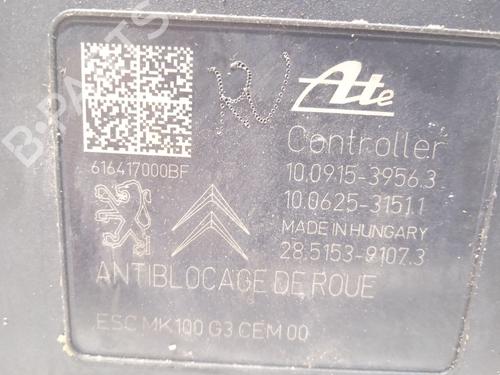 Ate
Controller
616417000BF
10.0915-3956.3
10.0625-3151.1
MADE IN HUNGARY
28.5153-9107.3
ANTIBLOCAGE DE ROUE
ESC MK100 G3 CEM 00
B-PARTS